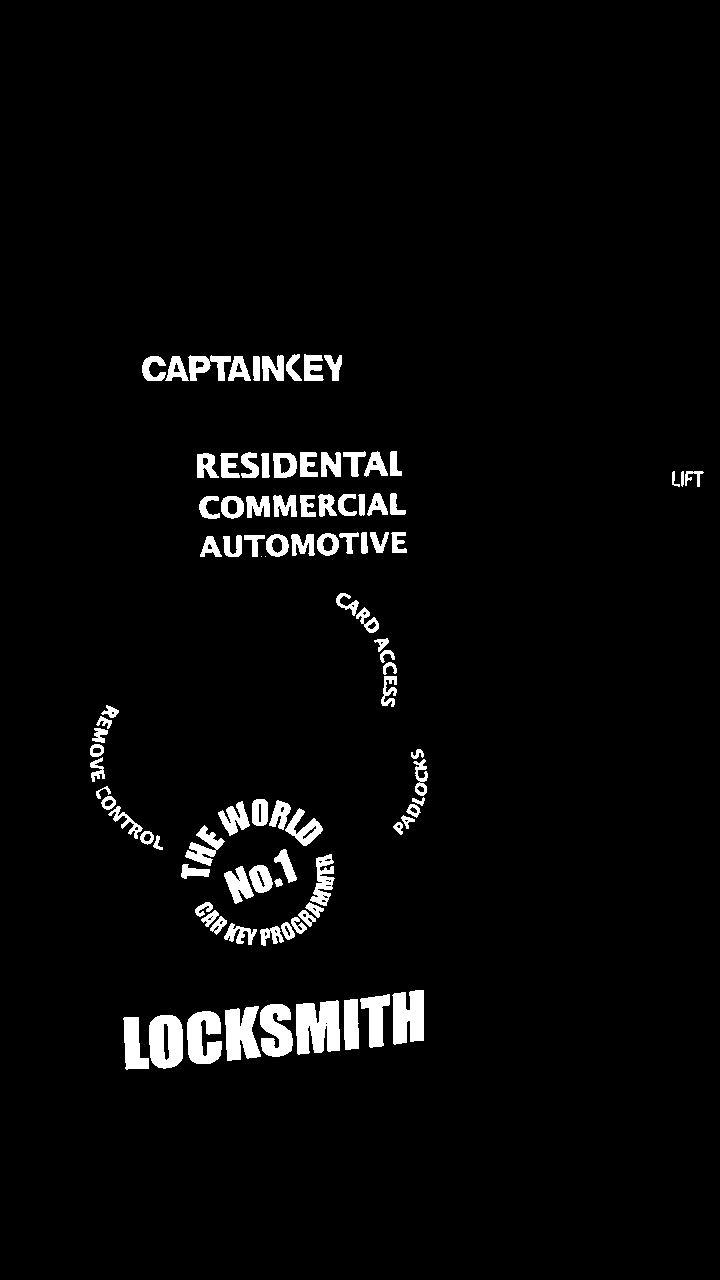 CAPTAINKEY
RESIDENTAL
COMMERCIAL
AUTOMOTIVE
LIFT
CARD ACCESS
REMOVE CONTROL
PADLOCKS
THE WORLD
No.1
CAR KEY PROGRAMMER
LOCKSMITH